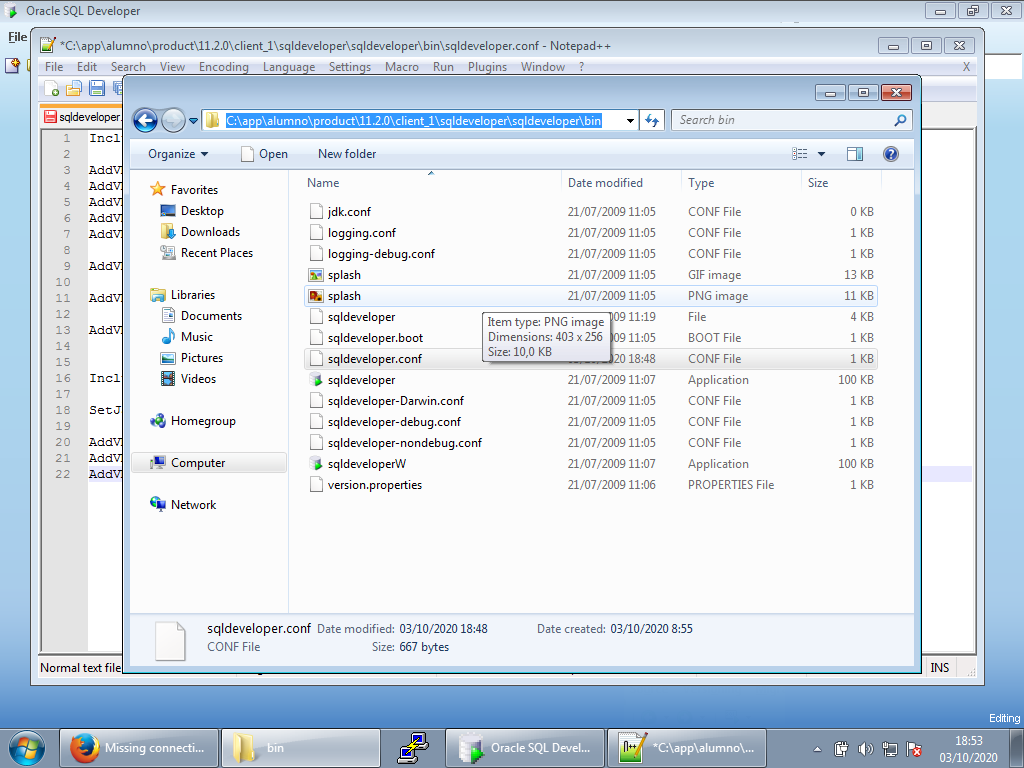 Oracle SQL Developer
File
*C:\app\alumno\product\11.2.0\client_1\sqldeveloper\sqldeveloper\bin\sqldeveloper.conf - Notepad++
File Edit Search View Encoding Language Settings Macro Run Plugins Window ? X
sqldeveloper.
C:\app\alumno\product\11.2.0\client_1\sqldeveloper\sqldeveloper\bin
Search bin
Organize Open New folder
Name Date modified Type Size
Favorites
Desktop
Downloads
Recent Places
Libraries
Documents
Music
Pictures
Videos
Homegroup
Computer
Network
jdk.conf 21/07/2009 11:05 CONF File 0 KB
logging.conf 21/07/2009 11:05 CONF File 1 KB
logging-debug.conf 21/07/2009 11:05 CONF File 1 KB
splash 21/07/2009 11:05 GIF image 13 KB
splash 21/07/2009 11:05 PNG image 11 KB
sqldeveloper 2009 11:19 File 4 KB
sqldeveloper.boot 2009 11:05 BOOT File 1 KB
sqldeveloper.conf 2020 18:48 CONF File 1 KB
sqldeveloper 21/07/2009 11:07 Application 100 KB
sqldeveloper-Darwin.conf 21/07/2009 11:05 CONF File 1 KB
sqldeveloper-debug.conf 21/07/2009 11:05 CONF File 1 KB
sqldeveloper-nondebug.conf 21/07/2009 11:05 CONF File 1 KB
sqldeveloperW 21/07/2009 11:07 Application 100 KB
version.properties 21/07/2009 11:06 PROPERTIES File 1 KB
Item type: PNG image
Dimensions: 403 x 256
Size: 10,0 KB
1 Incl
2
3 AddV
4 AddV
5 AddV
6 AddV
7 AddV
8
9 AddV
10
11 AddV
12
13 AddV
14
15
16 Incl
17
18 SetJ
19
20 AddV
21 AddV
22 AddV
sqldeveloper.conf Date modified: 03/10/2020 18:48 Date created: 03/10/2020 8:55
CONF File Size: 667 bytes
Normal text file INS
Editing
Missing connecti... bin Oracle SQL Devel... *C:\app\alumno\...
18:53
03/10/2020